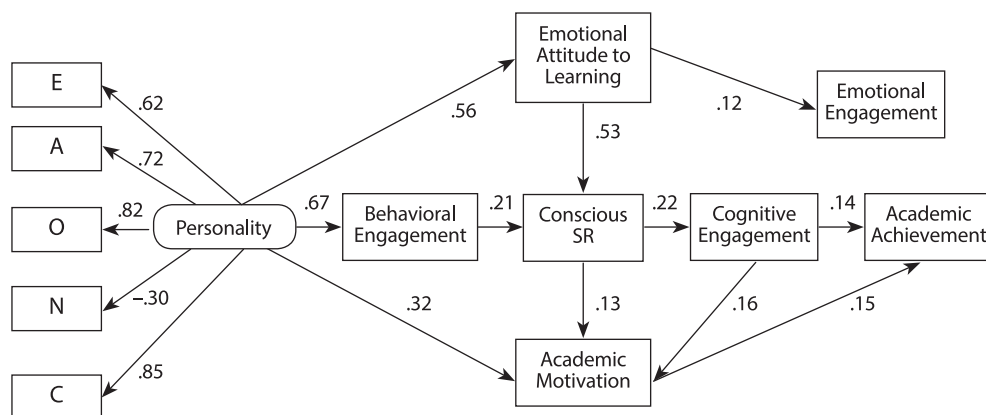 Emotional
Attitude to
Learning
E
.62
Emotional
Engagement
.12
.56
.53
A
.72
O
.82
Personality
.67
Behavioral
Engagement
.21
Conscious
SR
.22
Cognitive
Engagement
.14
Academic
Achievement
N
–.30
.32
.13
.16
.15
C
.85
Academic
Motivation